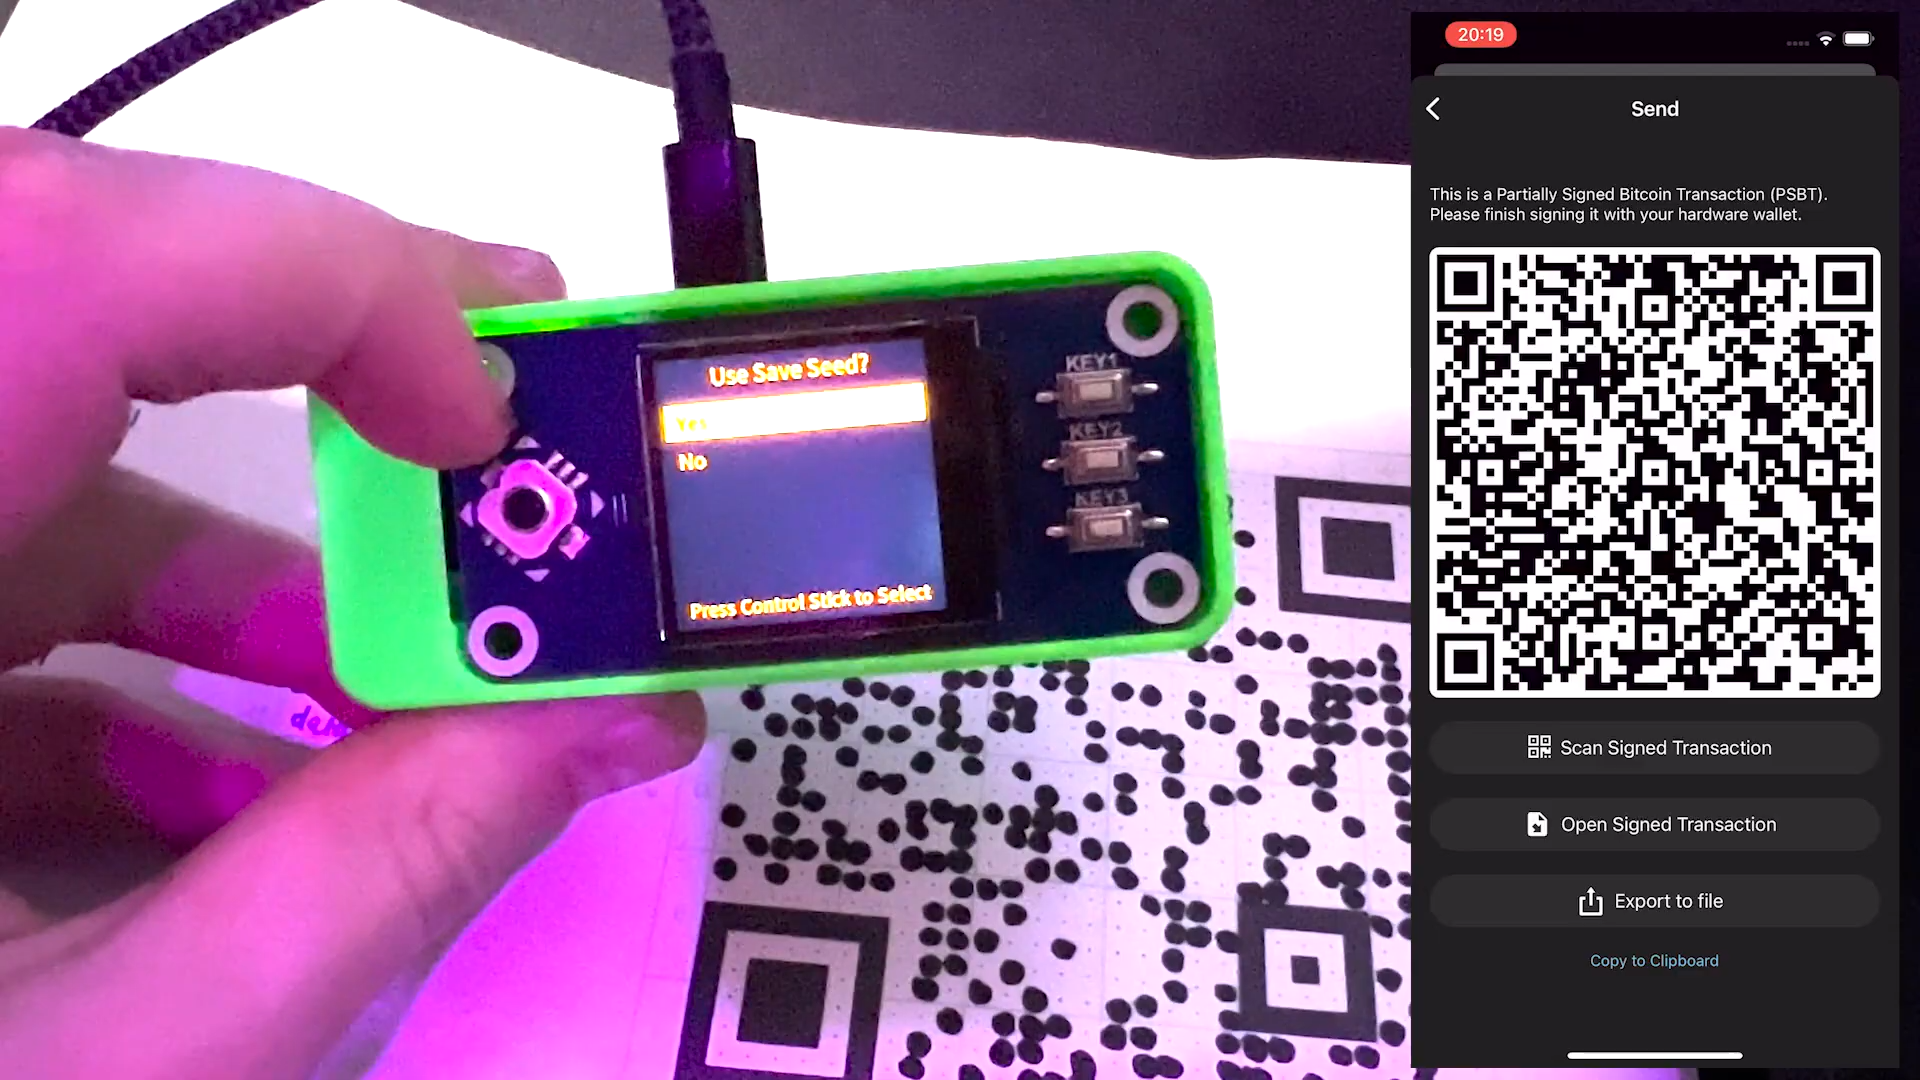 Use Save Seed?
Yes
No
Press Control Stick to Select
KEY1
KEY2
KEY3
20:19
Send
This is a Partially Signed Bitcoin Transaction (PSBT).
Please finish signing it with your hardware wallet.
Scan Signed Transaction
Open Signed Transaction
Export to file
Copy to Clipboard